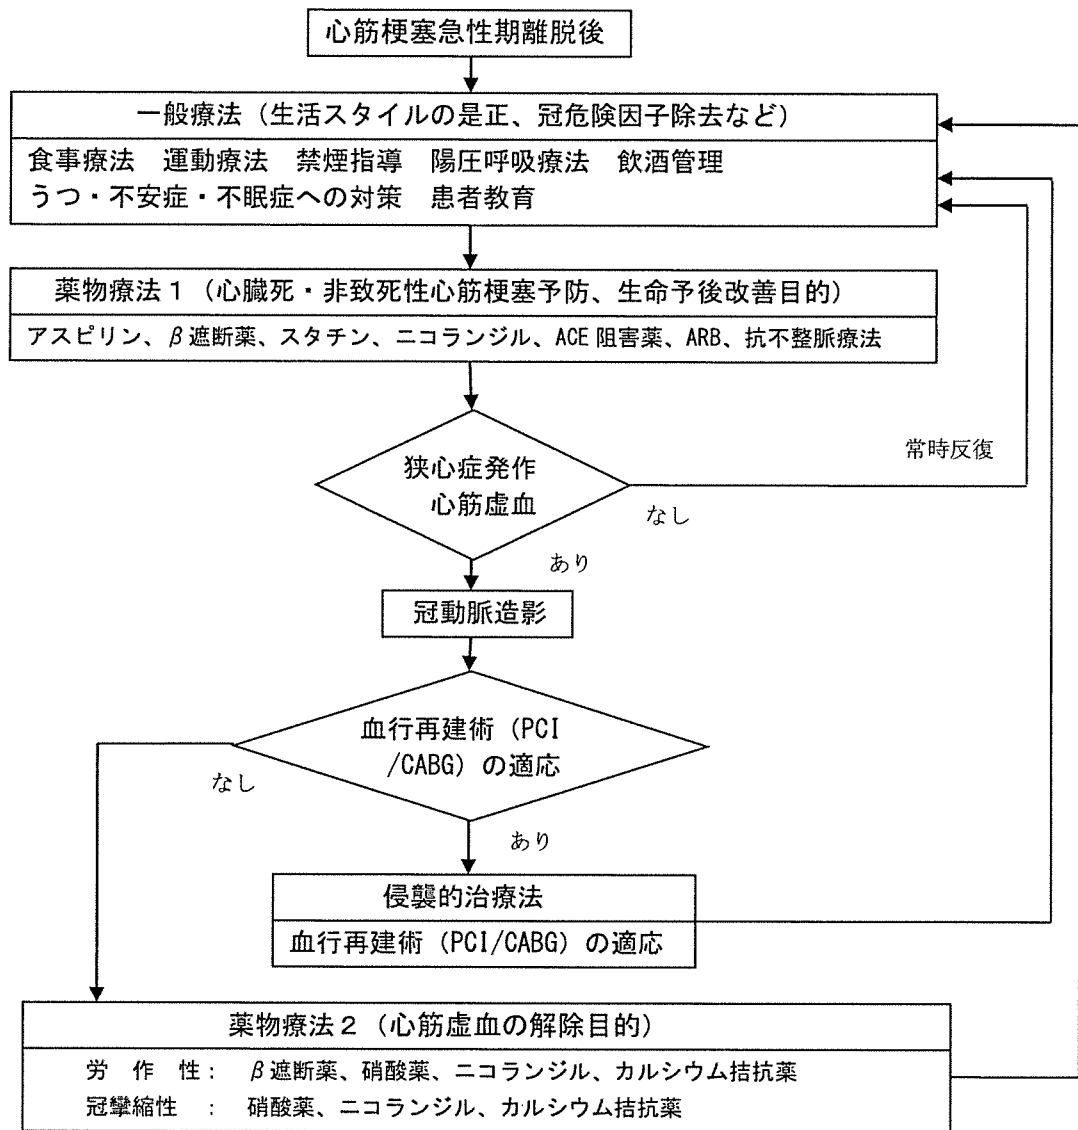 心筋梗塞急性期離脱後
一般療法（生活スタイルの是正、冠危険因子除去など）
食事療法　運動療法　禁煙指導　陽圧呼吸療法　飲酒管理
うつ・不安症・不眠症への対策　患者教育
薬物療法１（心臓死・非致死性心筋梗塞予防、生命予後改善目的）
アスピリン、β遮断薬、スタチン、ニコランジル、ACE 阻害薬、ARB、抗不整脈療法
常時反復
狭心症発作
心筋虚血
なし
あり
冠動脈造影
血行再建術（PCI
/CABG）の適応
なし
あり
侵襲的治療法
血行再建術（PCI/CABG）の適応
薬物療法２（心筋虚血の解除目的）
労　作　性：　β遮断薬、硝酸薬、ニコランジル、カルシウム拮抗薬
冠攣縮性　：　硝酸薬、ニコランジル、カルシウム拮抗薬